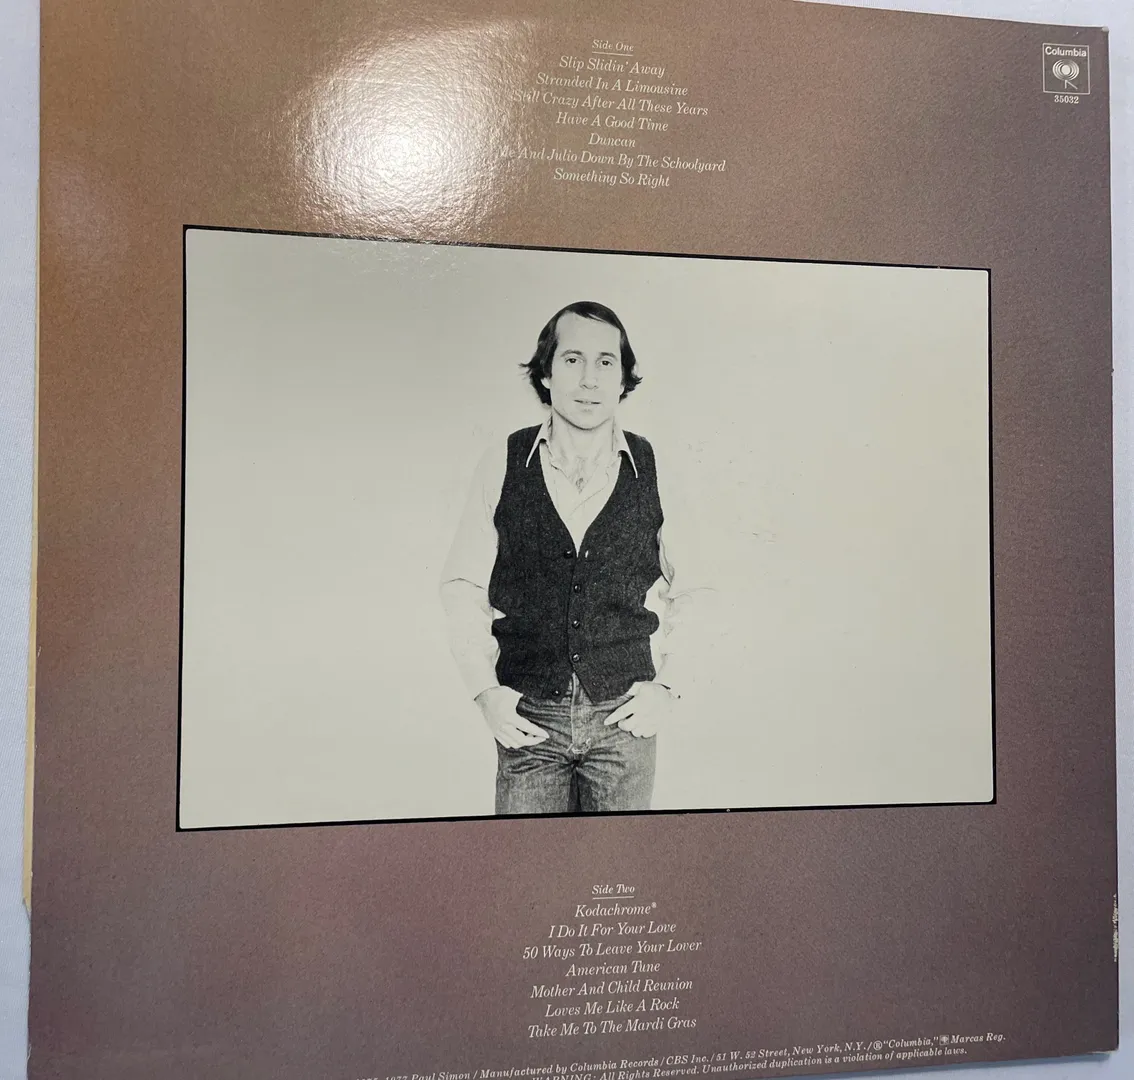 Side One
Slip Slidin' Away
Stranded In A Limousine
Still Crazy After All These Years
Have A Good Time
Duncan
Me And Julio Down By The Schoolyard
Something So Right
Columbia
35032
Side Two
Kodachrome®
I Do It For Your Love
50 Ways To Leave Your Lover
American Tune
Mother And Child Reunion
Loves Me Like A Rock
Take Me To The Mardi Gras
1977 Paul Simon / Manufactured by Columbia Records / CBS Inc. / 51 W. 52 Street, New York, N.Y. / ® "Columbia," Marcas Reg.
WARNING: All Rights Reserved. Unauthorized duplication is a violation of applicable laws.